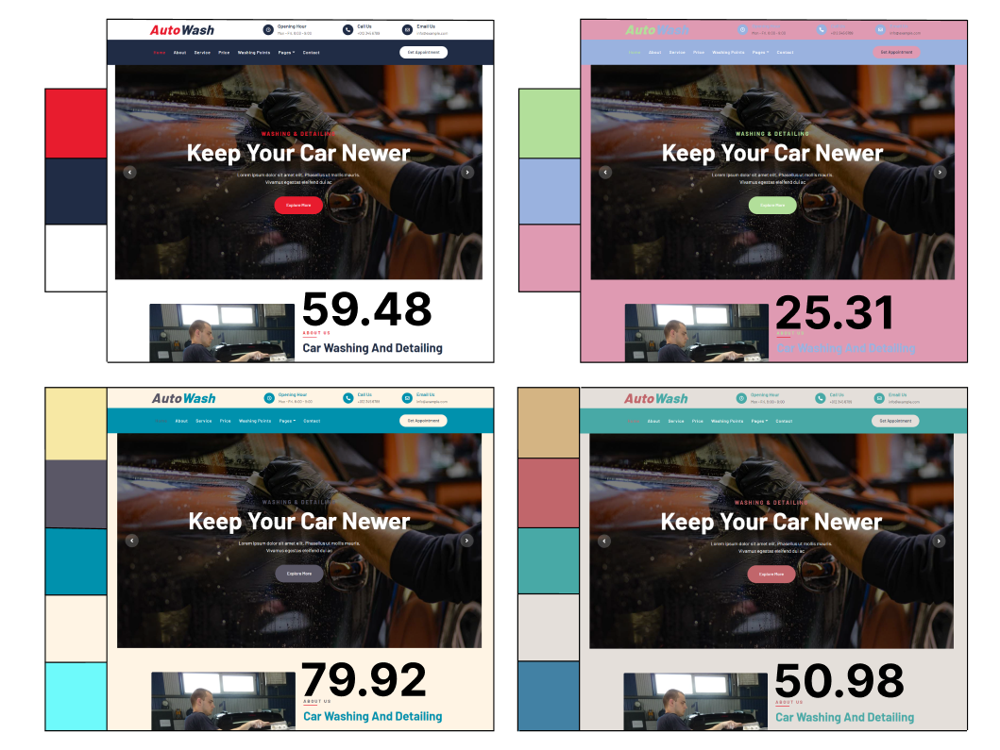 AutoWash
Opening Hour
Mon - Fri, 8:00 - 9:00
Call Us
+012 345 6789
Email Us
info@example.com
Home About Service Price Washing Points Pages Contact
Get Appointment
WASHING & DETAILING
Keep Your Car Newer
Lorem ipsum dolor sit amet elit. Phasellus ut mollis mauris.
Vivamus egestas eleifend dui ac
Explore More
59.48
ABOUT US
Car Washing And Detailing
AutoWash
Mon - Fri, 8:00 - 9:00
+012 345 6789
info@example.com
Home About Service Price Washing Points Pages Contact
Get Appointment
WASHING & DETAILING
Keep Your Car Newer
Lorem ipsum dolor sit amet elit. Phasellus ut mollis mauris.
Vivamus egestas eleifend dui ac
Explore More
25.31
ABOUT US
Car Washing And Detailing
AutoWash
Opening Hour
Mon - Fri, 8:00 - 9:00
Call Us
+012 345 6789
Email Us
info@example.com
Home About Service Price Washing Points Pages Contact
Get Appointment
WASHING & DETAILING
Keep Your Car Newer
Lorem ipsum dolor sit amet elit. Phasellus ut mollis mauris.
Vivamus egestas eleifend dui ac
Explore More
79.92
ABOUT US
Car Washing And Detailing
AutoWash
Opening Hour
Mon - Fri, 8:00 - 9:00
Call Us
+012 345 6789
Email Us
info@example.com
Home About Service Price Washing Points Pages Contact
Get Appointment
WASHING & DETAILING
Keep Your Car Newer
Lorem ipsum dolor sit amet elit. Phasellus ut mollis mauris.
Vivamus egestas eleifend dui ac
Explore More
50.98
ABOUT US
Car Washing And Detailing